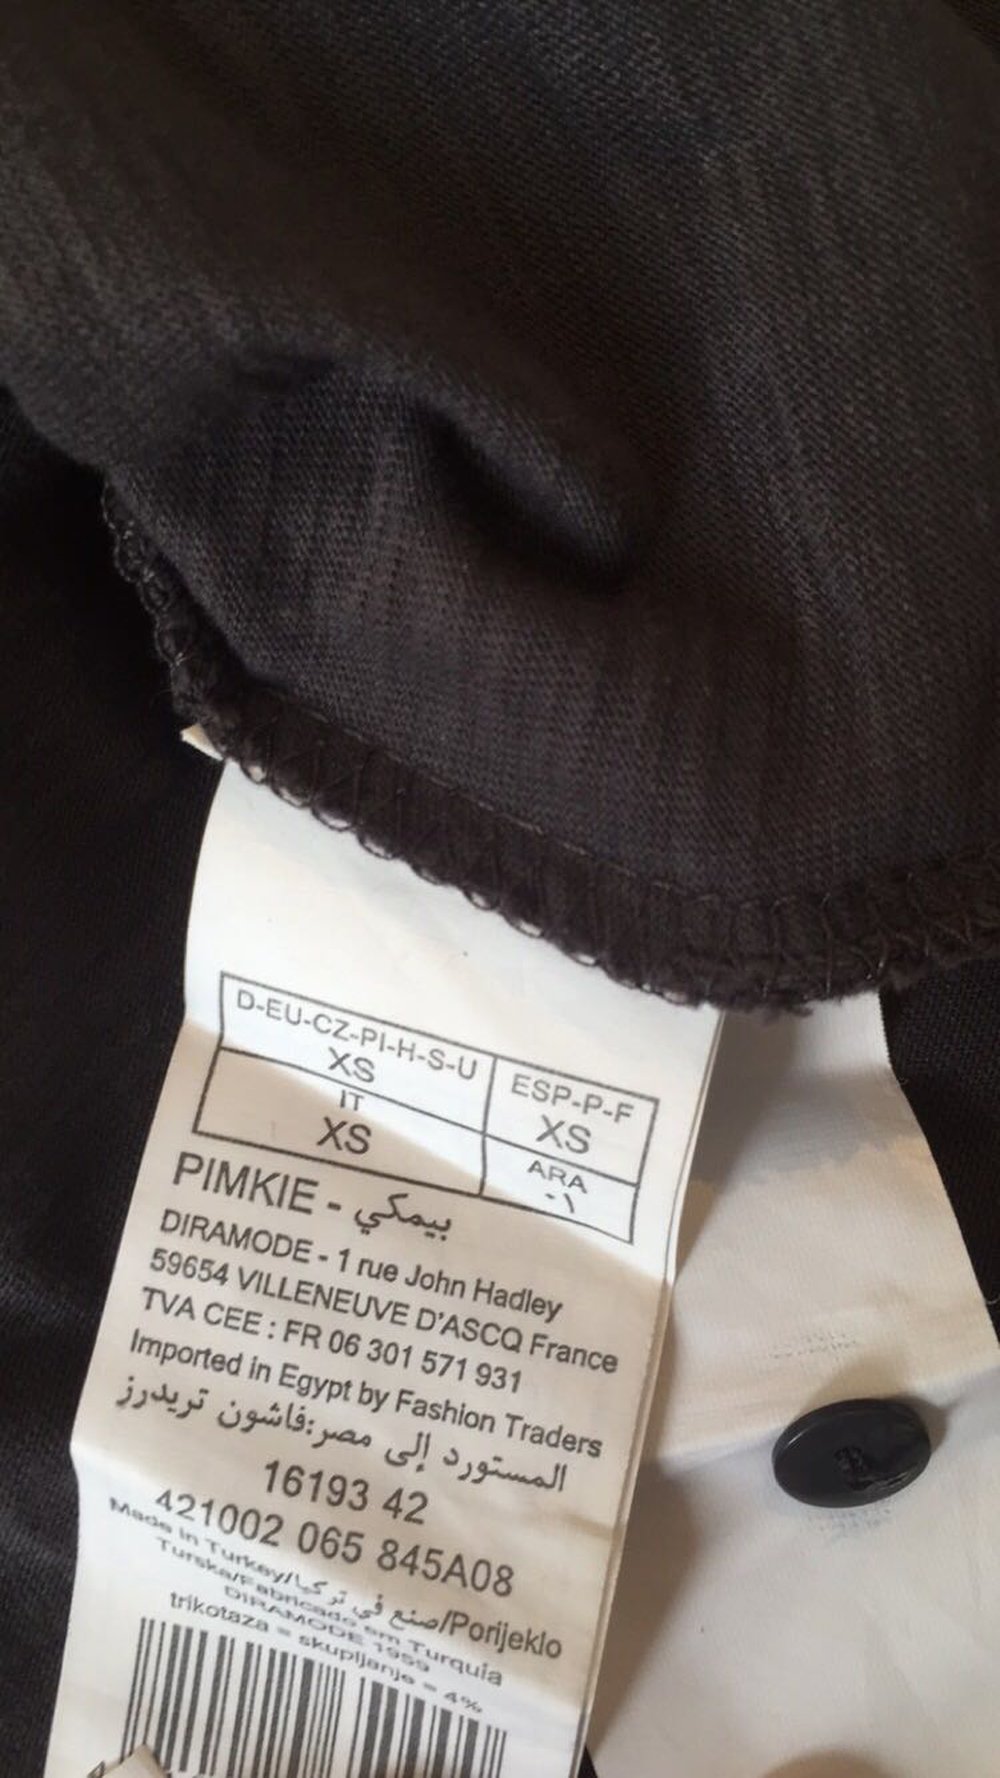 D-EU-CZ-PI-H-S-U
XS
ESP-P-F
XS
IT
XS
ARA
-١
PIMKIE - بيمكي
DIRAMODE - 1 rue John Hadley
59654 VILLENEUVE D'ASCQ France
TVA CEE : FR 06 301 571 931
Imported in Egypt by Fashion Traders
المستورد إلى مصر:فاشون تريدرز
16193 42
421002 065 845A08
Made in Turkey/صنع في تركيا/Porijeklo
Turska/Fabricado em Turquia
DIRAMODE 1959
trikotaza = skupljanje = 4%